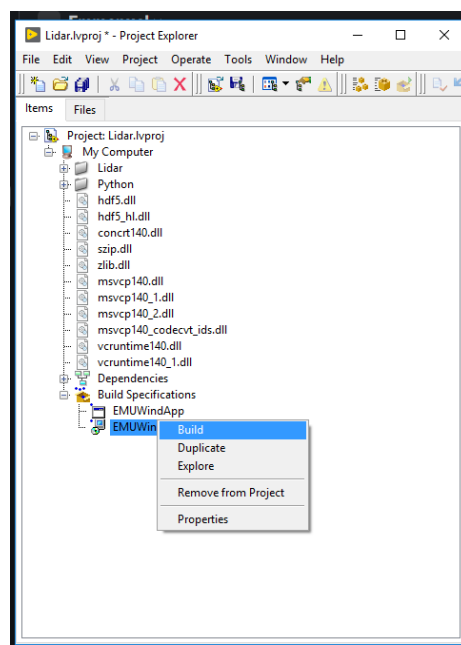 Lidar.lvproj * - Project Explorer
File Edit View Project Operate Tools Window Help
Items Files
Project: Lidar.lvproj
My Computer
Lidar
Python
hdf5.dll
hdf5_hl.dll
concrt140.dll
szip.dll
zlib.dll
msvcp140.dll
msvcp140_1.dll
msvcp140_2.dll
msvcp140_codecvt_ids.dll
vcruntime140.dll
vcruntime140_1.dll
Dependencies
Build Specifications
EMUWindApp
EMUWin
Build
Duplicate
Explore
Remove from Project
Properties